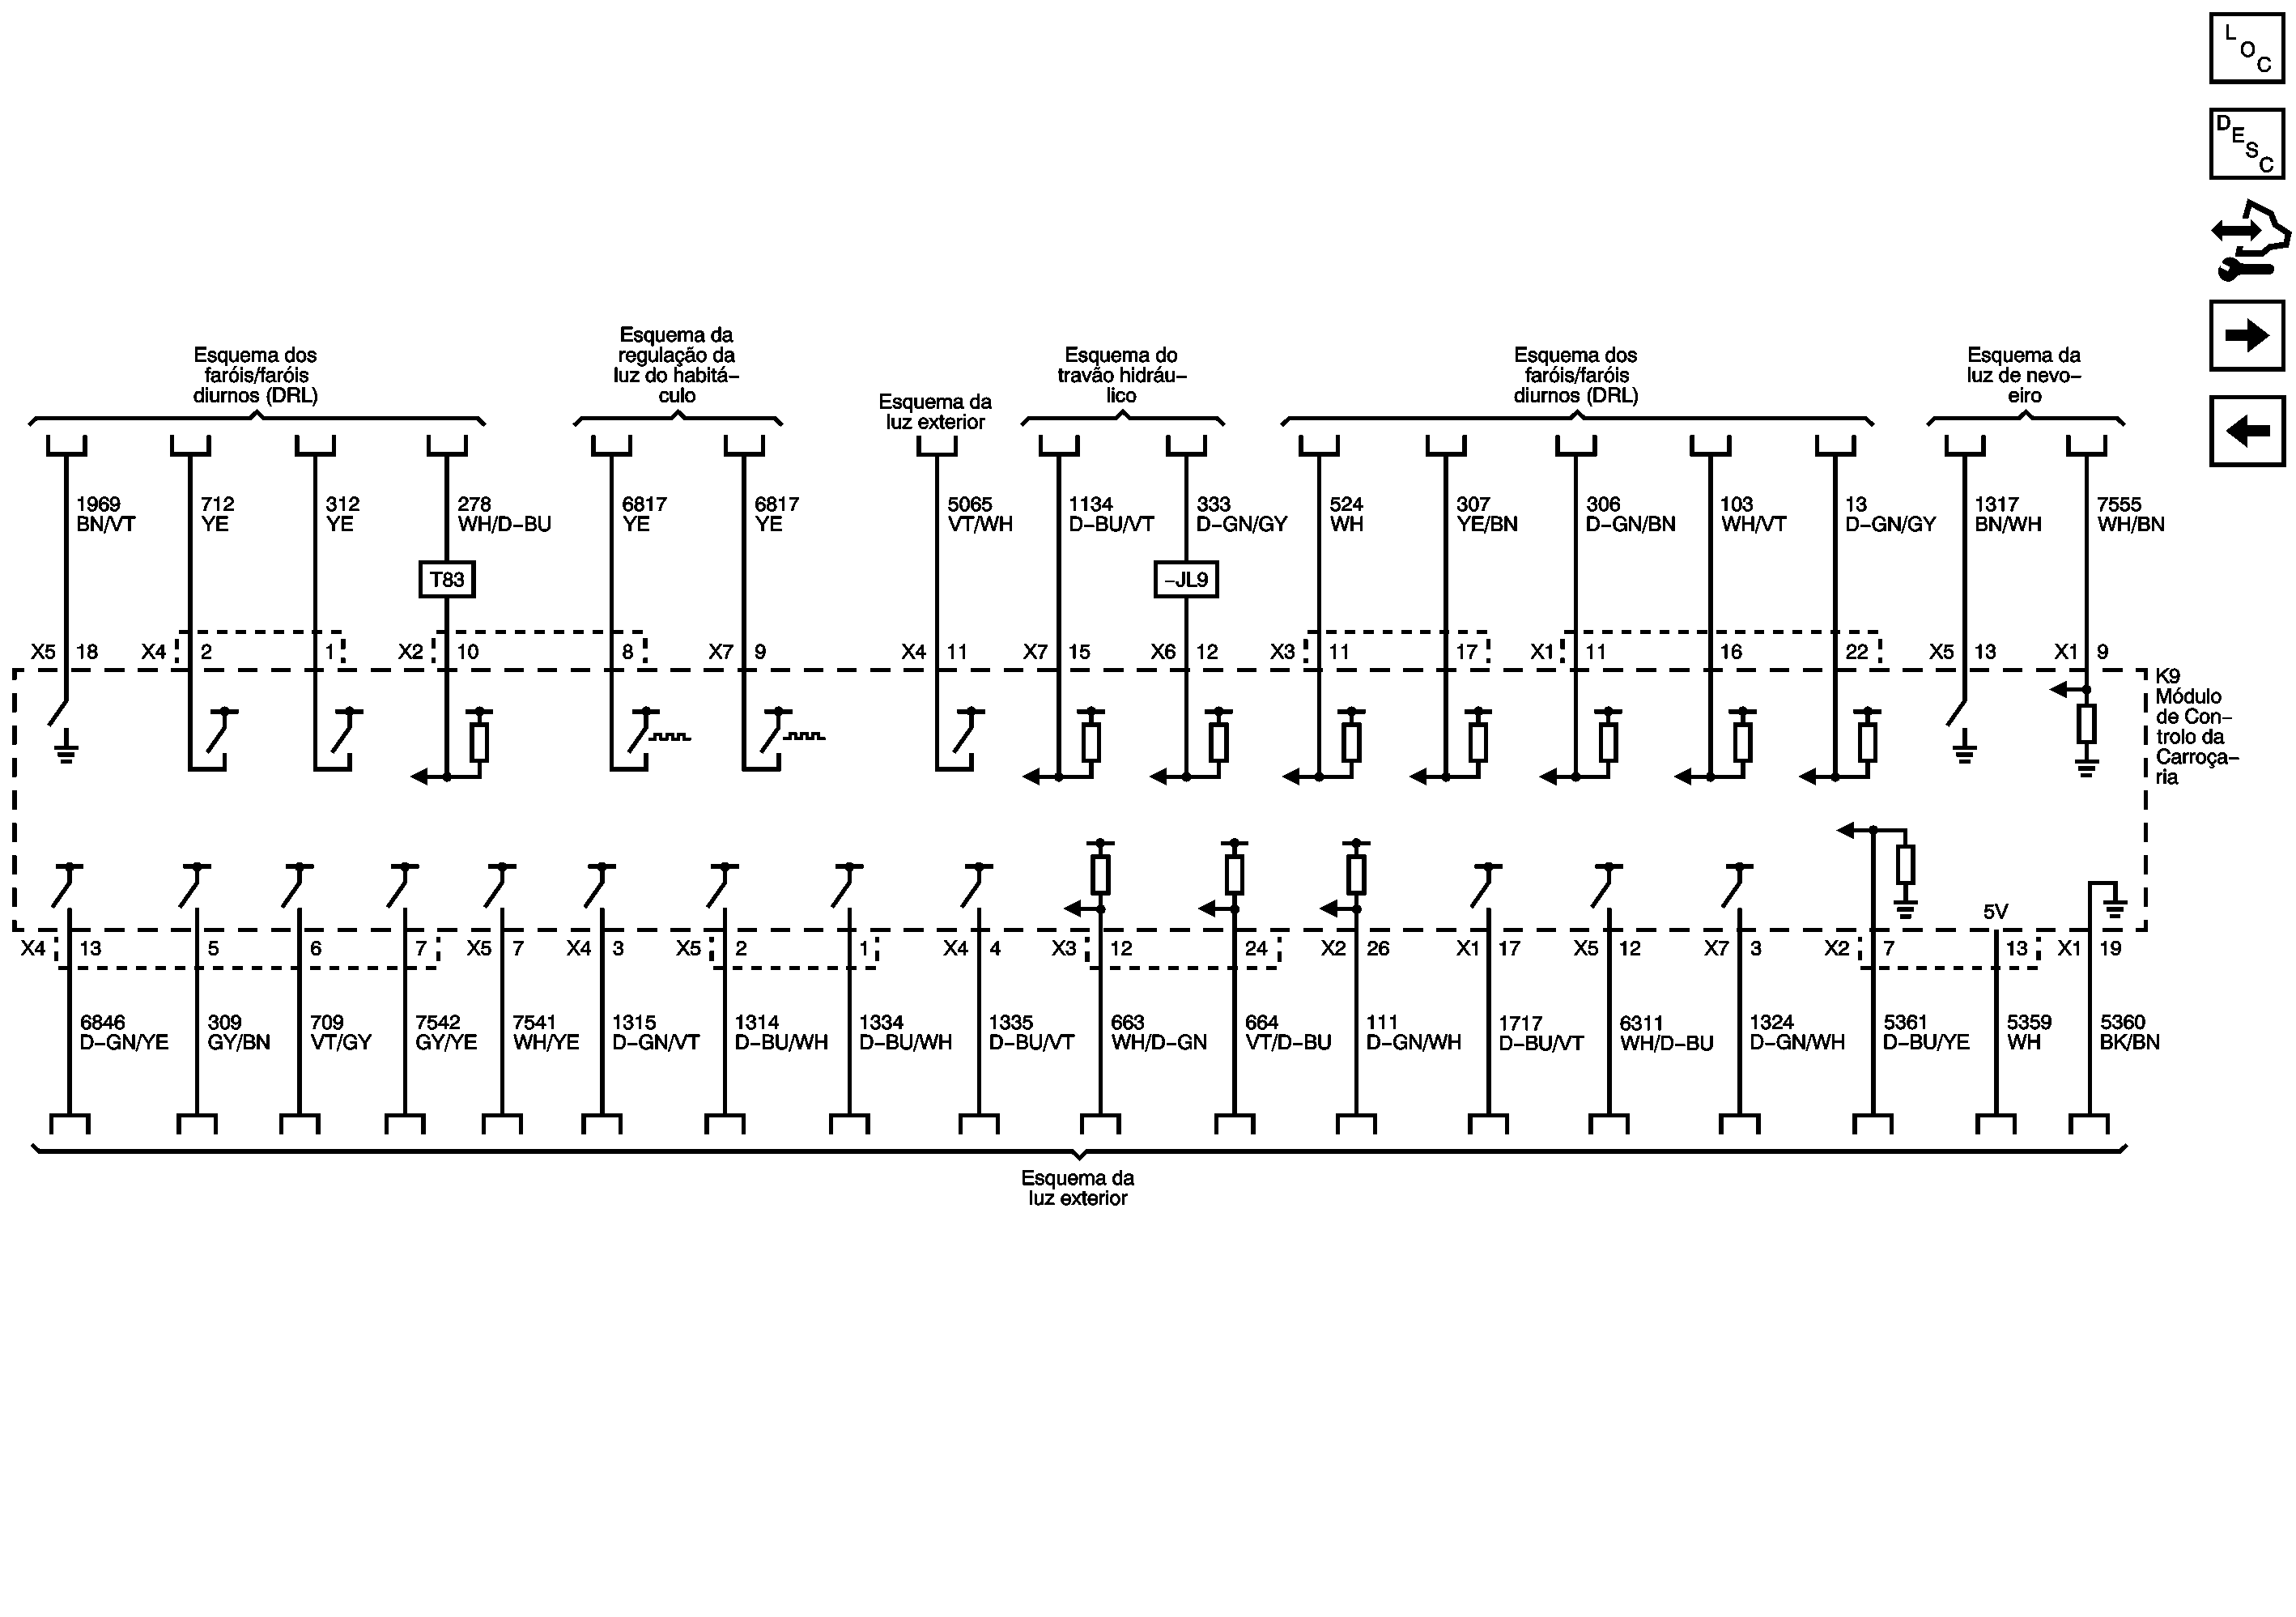 L
O
C
D
E
S
C
Esquema dos
faróis/faróis
diurnos (DRL)
Esquema da
regulação da
luz do habitá–
culo
Esquema da
luz exterior
Esquema do
travão hidráu–
lico
Esquema dos
faróis/faróis
diurnos (DRL)
Esquema da
luz de nevo–
eiro
1969
BN/VT
712
YE
312
YE
278
WH/D–BU
6817
YE
6817
YE
5065
VT/WH
1134
D–BU/VT
333
D–GN/GY
524
WH
307
YE/BN
306
D–GN/BN
103
WH/VT
13
D–GN/GY
1317
BN/WH
7555
WH/BN
T83
–JL9
X5 18 X4 2 1 X2 10 8 X7 9 X4 11 X7 15 X6 12 X3 11 17 X1 11 16 22 X5 13 X1 9
K9
Módulo
de Con–
trolo da
Carroça–
ria
5V
X4 13 5 6 7 X5 7 X4 3 X5 2 1 X4 4 X3 12 24 X2 26 X1 17 X5 12 X7 3 X2 7 13 X1 19
6846
D–GN/YE
309
GY/BN
709
VT/GY
7542
GY/YE
7541
WH/YE
1315
D–GN/VT
1314
D–BU/WH
1334
D–BU/WH
1335
D–BU/VT
663
WH/D–GN
664
VT/D–BU
111
D–GN/WH
1717
D–BU/VT
6311
WH/D–BU
1324
D–GN/WH
5361
D–BU/YE
5359
WH
5360
BK/BN
Esquema da
luz exterior